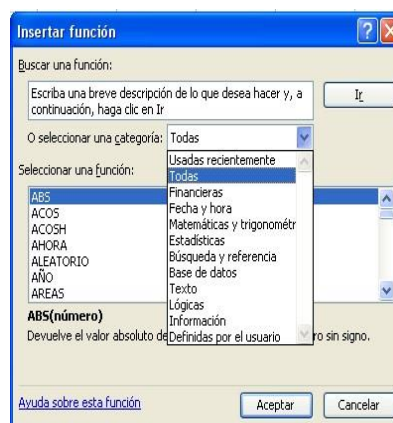 Insertar función
Buscar una función:
Escriba una breve descripción de lo que desea hacer y, a
continuación, haga clic en Ir
Ir
O seleccionar una categoría: Todas
Usadas recientemente
Todas
Financieras
Fecha y hora
Matemáticas y trigonométr
Estadísticas
Búsqueda y referencia
Base de datos
Texto
Lógicas
Información
Definidas por el usuario
Seleccionar una función:
ABS
ACOS
ACOSH
AHORA
ALEATORIO
AÑO
AREAS
ABS(número)
Devuelve el valor absoluto de ro sin signo.
Ayuda sobre esta función
Aceptar
Cancelar